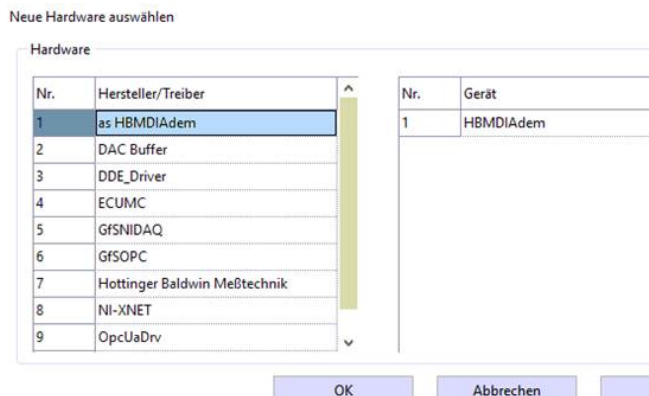 Neue Hardware auswählen
Hardware
Nr. Hersteller/Treiber
1 as HBMDIAdem
2 DAC Buffer
3 DDE_Driver
4 ECUMC
5 GfSNIDAQ
6 GfSOPC
7 Hottinger Baldwin Meßtechnik
8 NI-XNET
9 OpcUaDrv
Nr. Gerät
1 HBMDIAdem
OK Abbrechen